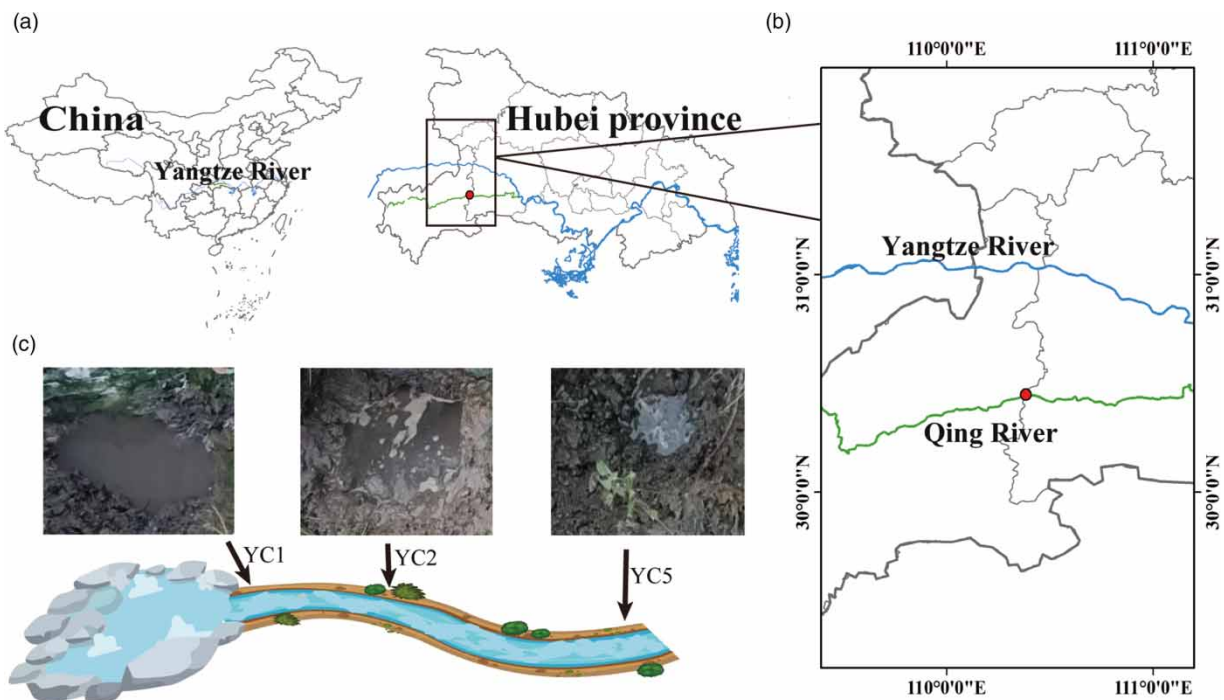 (a)
China
Yangtze River
Hubei province
(b)
110°0'0"E
111°0'0"E
31°0'0"N
31°0'0"N
Yangtze River
Qing River
30°0'0"N
30°0'0"N
110°0'0"E
111°0'0"E
(c)
YC1
YC2
YC5